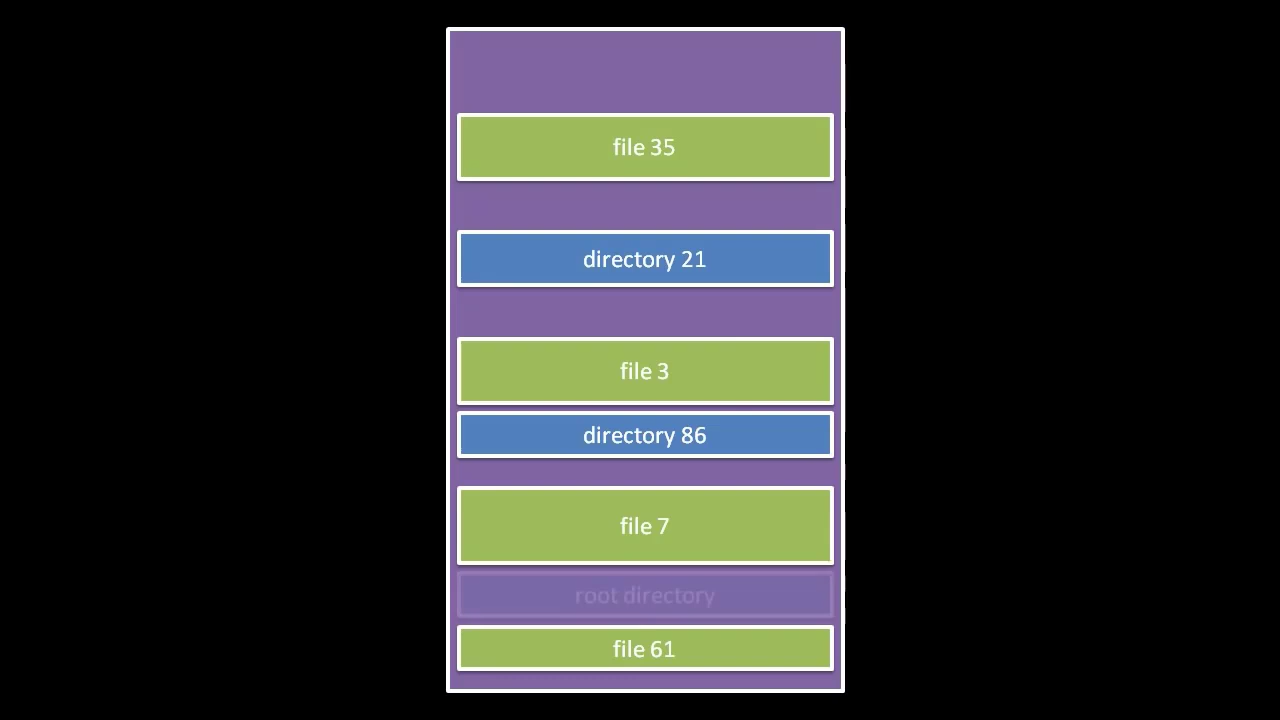 file 35
directory 21
file 3
directory 86
file 7
root directory
file 61